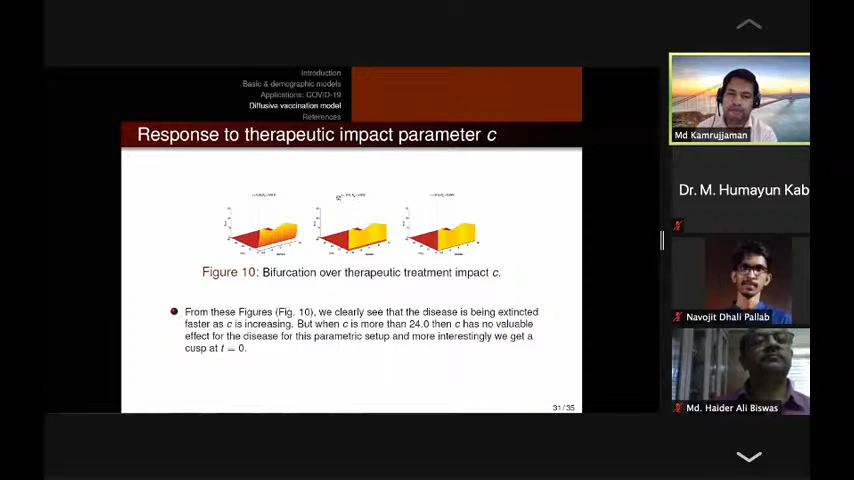 Introduction
Basic & demographic models
Applications: COVID-19
Diffusive vaccination model
References
Response to therapeutic impact parameter c
Figure 10: Bifurcation over therapeutic treatment impact c.
From these Figures (Fig. 10), we clearly see that the disease is being extincted
faster as c is increasing. But when c is more than 24.0 then c has no valuable
effect for the disease for this parametric setup and more interestingly we get a
cusp at t = 0.
31/35
Md Kamrujjaman
Dr. M. Humayun Kab
Navojit Dhali Pallab
Md. Haider Ali Biswas